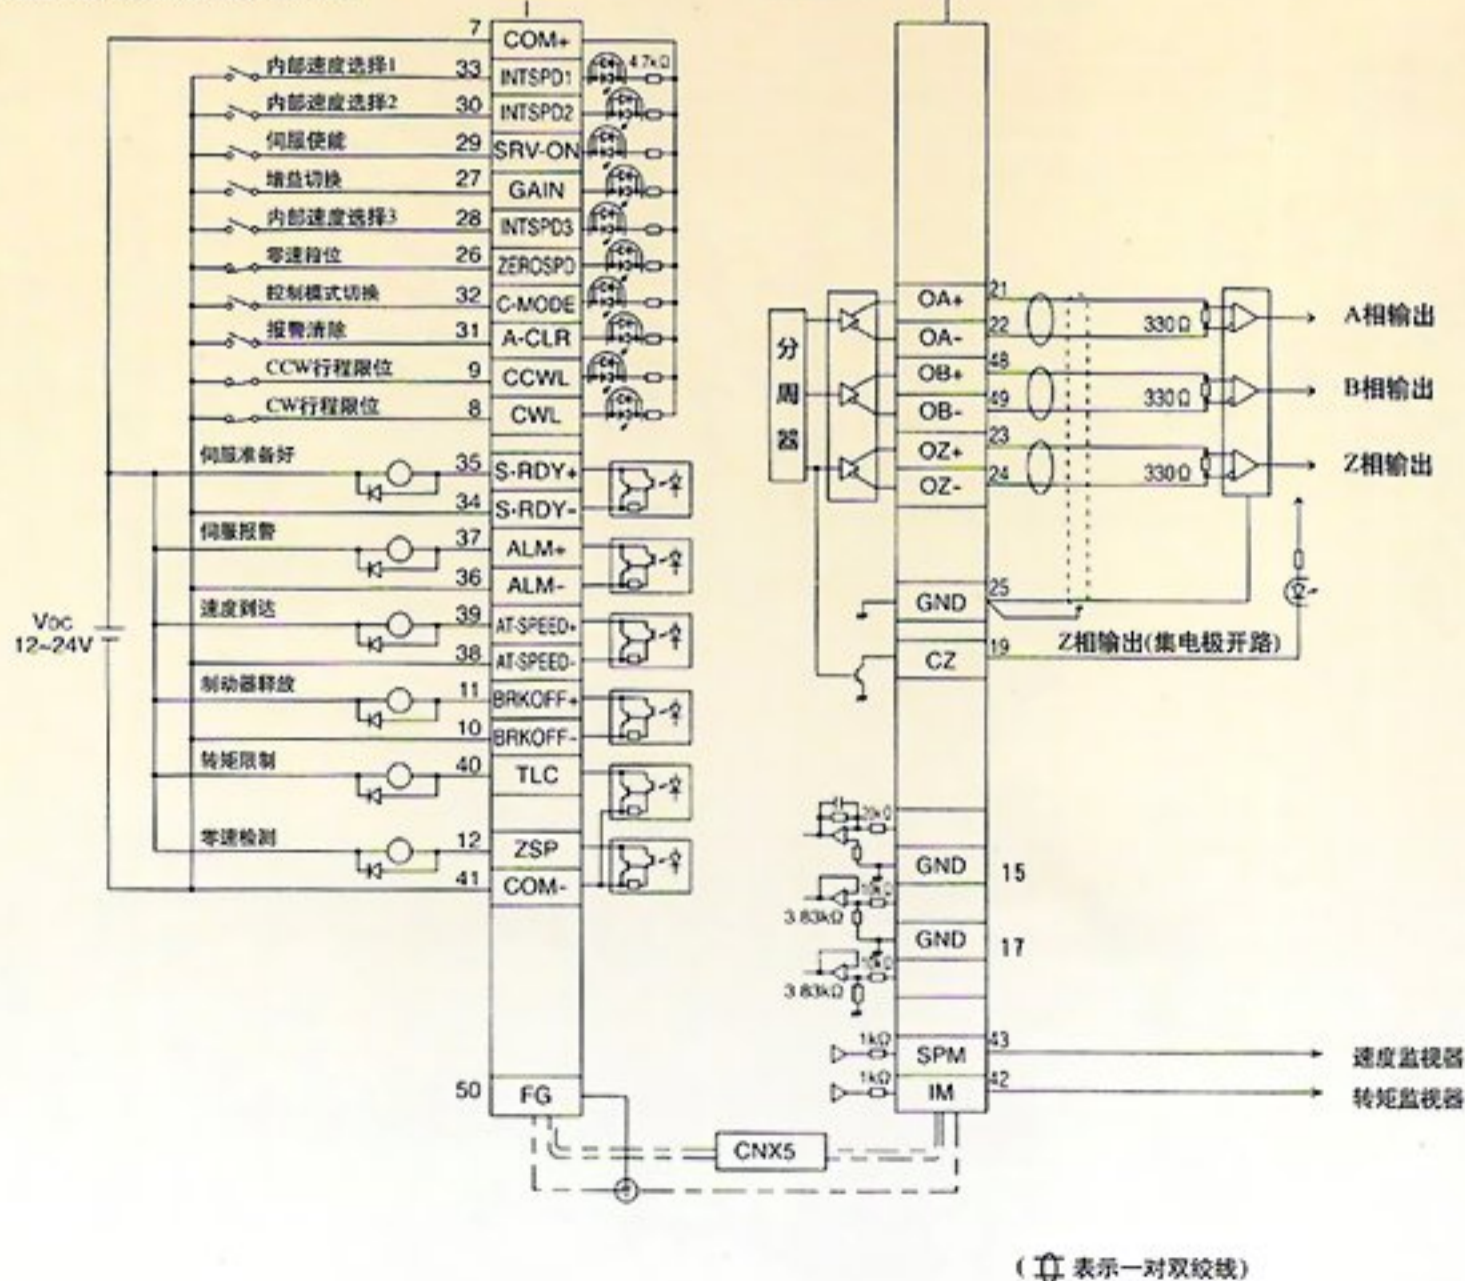 7 COM+
内部速度选择1 33 INTSPD1 4.7kΩ
内部速度选择2 30 INTSPD2
伺服使能 29 SRV-ON
增益切换 27 GAIN
内部速度选择3 28 INTSPD3
零速箝位 26 ZEROSPD
控制模式切换 32 C-MODE
报警清除 31 A-CLR
CCW行程限位 9 CCWL
CW行程限位 8 CWL
伺服准备好 35 S-RDY+
34 S-RDY-
伺服报警 37 ALM+
36 ALM-
速度到达 39 AT-SPEED+
38 AT-SPEED-
VDC
12~24V
制动器释放 11 BRKOFF+
10 BRKOFF-
转矩限制 40 TLC
零速检测 12 ZSP
41 COM-
50 FG
分周器
OA+ 21 330Ω A相输出
OA- 22
OB+ 48 B相输出
OB- 49 330Ω
OZ+ 23 Z相输出
OZ- 24 330Ω
GND 25
CZ 19 Z相输出(集电极开路)
20kΩ
GND 15
10kΩ
3.83kΩ
GND 17
10kΩ
3.83kΩ
1kΩ SPM 43 速度监视器
1kΩ IM 42 转矩监视器
CNX5
( 表示一对双绞线)